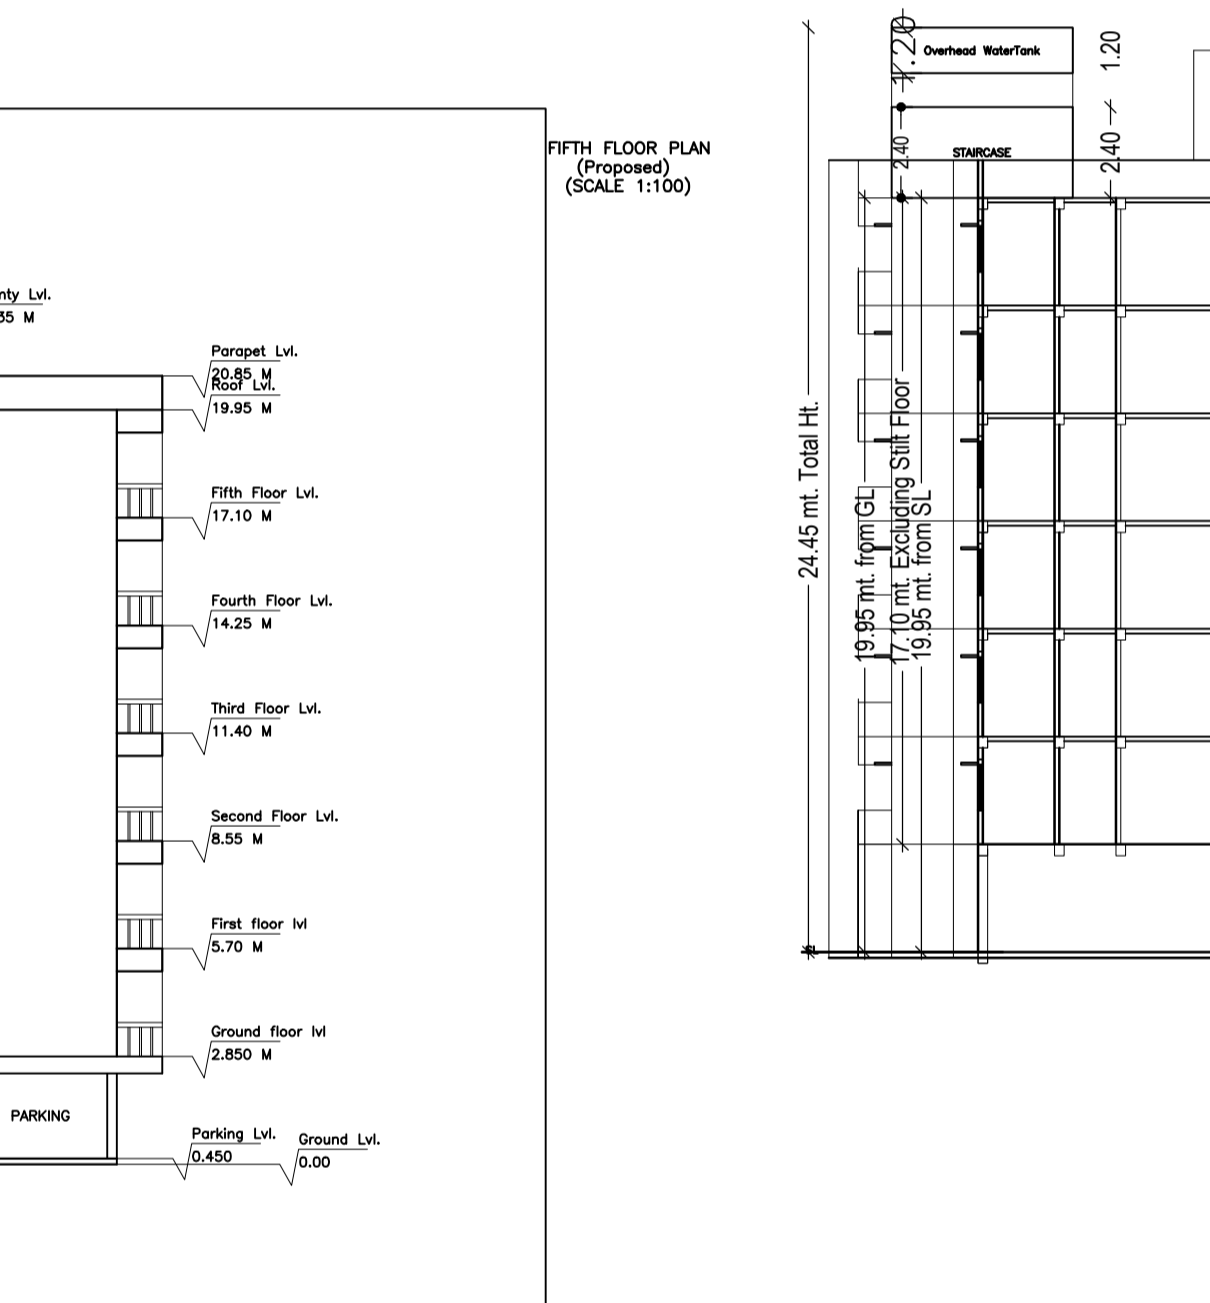 FIFTH FLOOR PLAN
(Proposed)
(SCALE 1:100)
nty Lvl.
35 M
Parapet Lvl.
20.85 M
Roof Lvl.
19.95 M
Fifth Floor Lvl.
17.10 M
Fourth Floor Lvl.
14.25 M
Third Floor Lvl.
11.40 M
Second Floor Lvl.
8.55 M
First floor lvl
5.70 M
Ground floor lvl
2.850 M
PARKING
Parking Lvl.
0.450
Ground Lvl.
0.00
1.20
Overhead WaterTank
1.20
2.40
STAIRCASE
2.40
24.45 mt. Total Ht.
19.95 mt. from GL
17.10 mt. Excluding Stilt Floor
19.95 mt. from SL